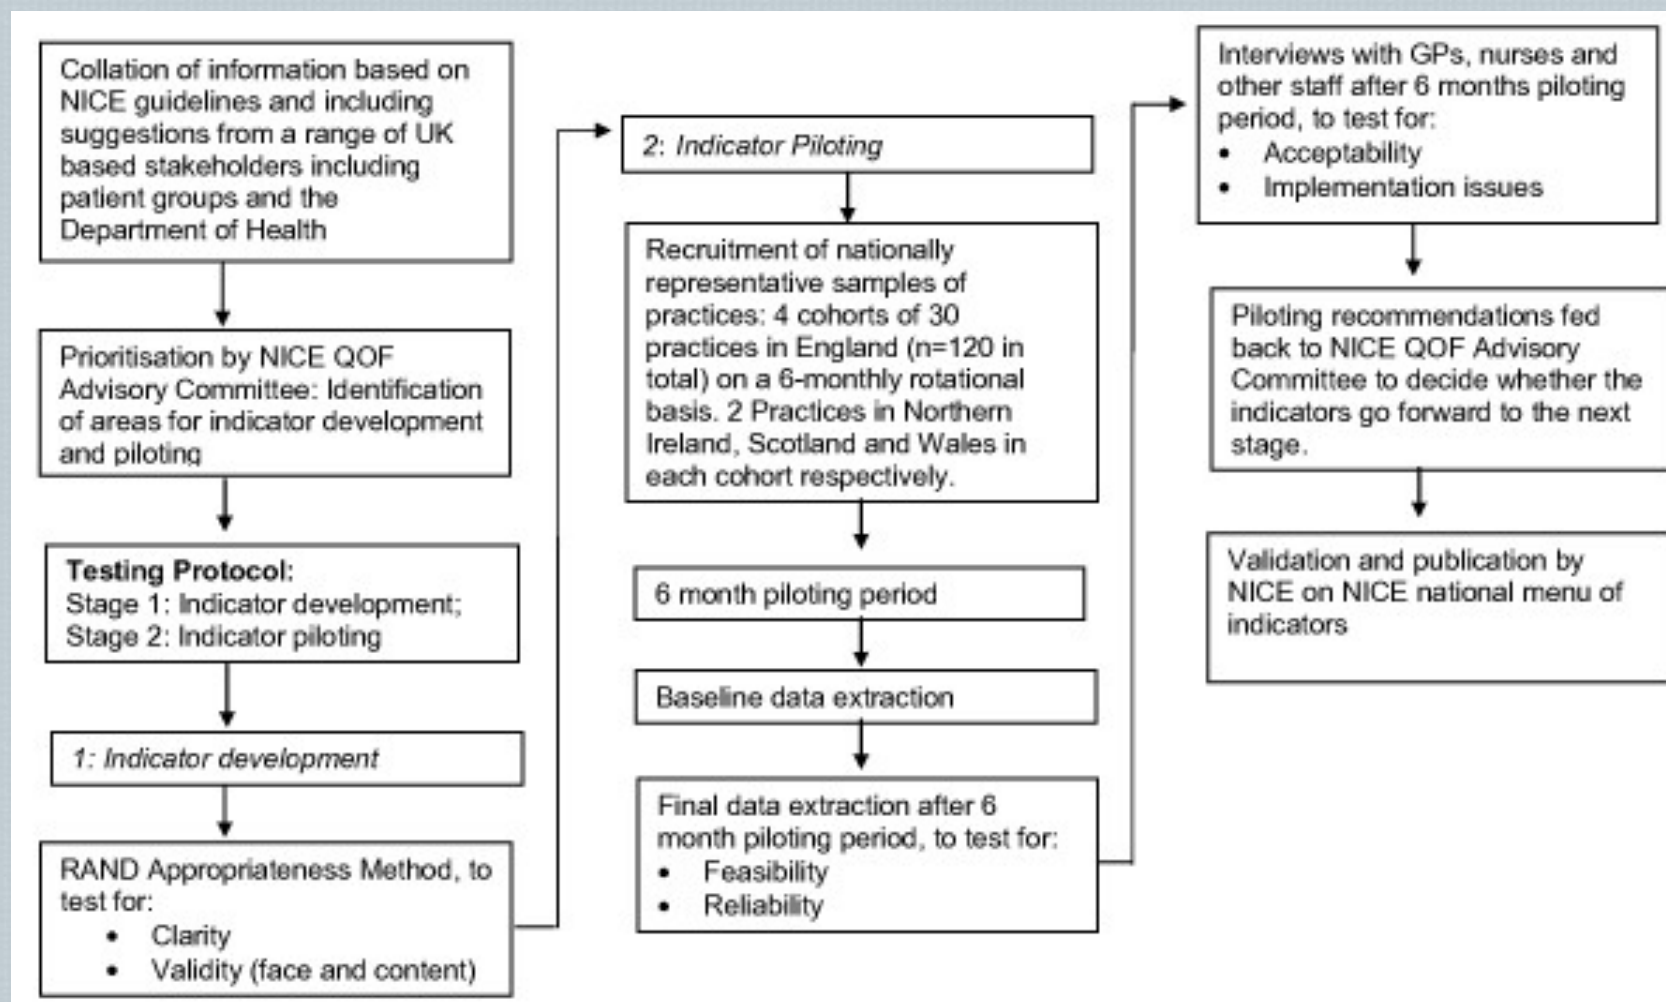 Collation of information based on
NICE guidelines and including
suggestions from a range of UK
based stakeholders including
patient groups and the
Department of Health
Prioritisation by NICE QOF
Advisory Committee: Identification
of areas for indicator development
and piloting
Testing Protocol:
Stage 1: Indicator development;
Stage 2: Indicator piloting
1: Indicator development
RAND Appropriateness Method, to
test for:
• Clarity
• Validity (face and content)
2: Indicator Piloting
Recruitment of nationally
representative samples of
practices: 4 cohorts of 30
practices in England (n=120 in
total) on a 6-monthly rotational
basis. 2 Practices in Northern
Ireland, Scotland and Wales in
each cohort respectively.
6 month piloting period
Baseline data extraction
Final data extraction after 6
month piloting period, to test for:
• Feasibility
• Reliability
Interviews with GPs, nurses and
other staff after 6 months piloting
period, to test for:
• Acceptability
• Implementation issues
Piloting recommendations fed
back to NICE QOF Advisory
Committee to decide whether the
indicators go forward to the next
stage.
Validation and publication by
NICE on NICE national menu of
indicators